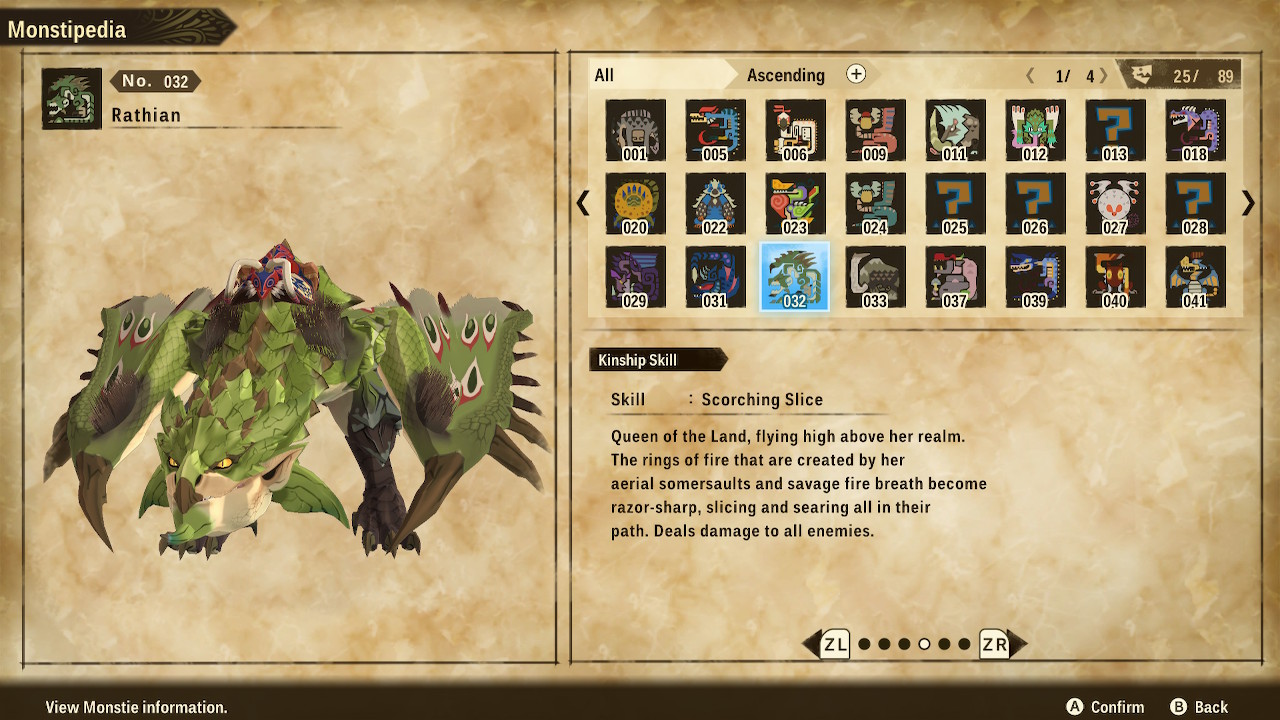 Monstipedia
No. 032
Rathian
All
Ascending
1/ 4
25/ 89
001 005 006 009 011 012 013 018
020 022 023 024 025 026 027 028
029 031 032 033 037 039 040 041
Kinship Skill
Skill : Scorching Slice
Queen of the Land, flying high above her realm.
The rings of fire that are created by her
aerial somersaults and savage fire breath become
razor-sharp, slicing and searing all in their
path. Deals damage to all enemies.
ZL ZR
View Monstie information.
A Confirm B Back